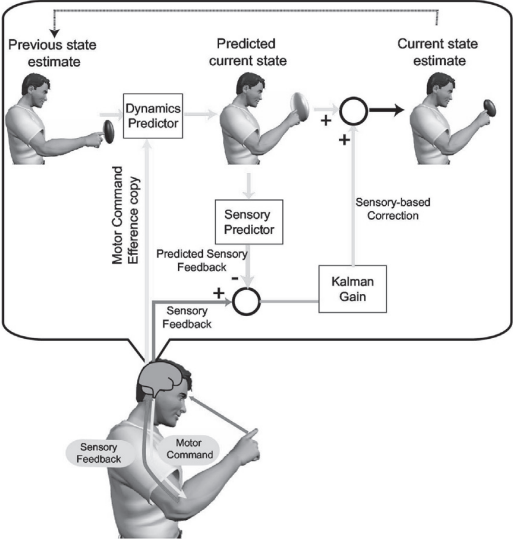 Previous state
estimate
Predicted
current state
Current state
estimate
Dynamics
Predictor
+
+
Motor Command
Efference copy
Sensory
Predictor
Sensory-based
Correction
Predicted Sensory
Feedback
-
+
Sensory
Feedback
Kalman
Gain
Sensory
Feedback
Motor
Command